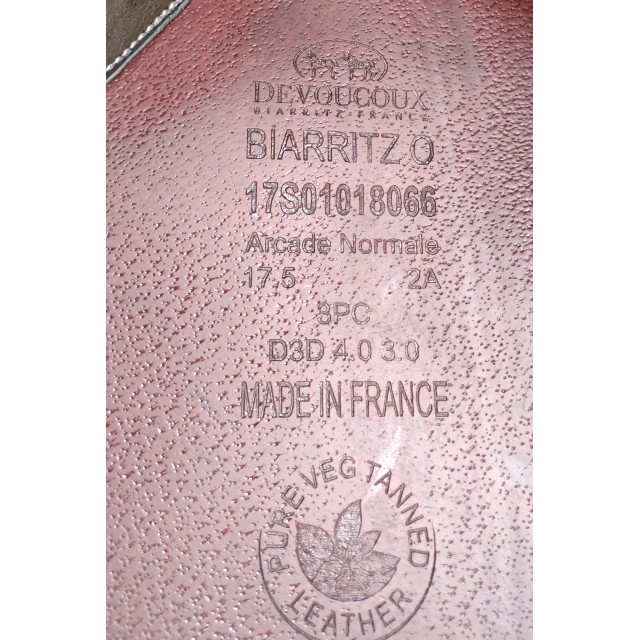 DEVOUCOUX
BIARRITZ FRANCE
BIARRITZ O
17S01018066
Arcade Normale
17.5 2A
3PC
D3D 4.0 3.0
MADE IN FRANCE
PURE VEG TANNED
LEATHER